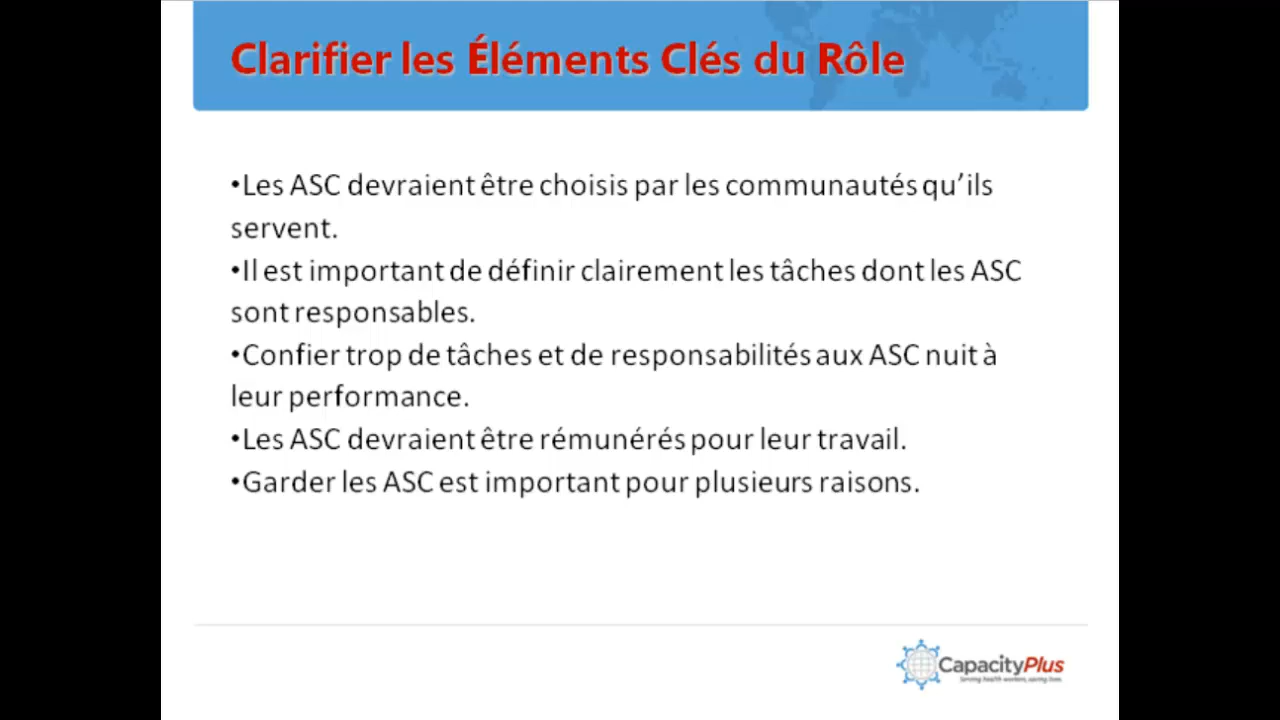 Clarifier les Éléments Clés du Rôle
•Les ASC devraient être choisis par les communautés qu’ils
servent.
•Il est important de définir clairement les tâches dont les ASC
sont responsables.
•Confier trop de tâches et de responsabilités aux ASC nuit à
leur performance.
•Les ASC devraient être rémunérés pour leur travail.
•Garder les ASC est important pour plusieurs raisons.
CapacityPlus
Serving health workers, saving lives.